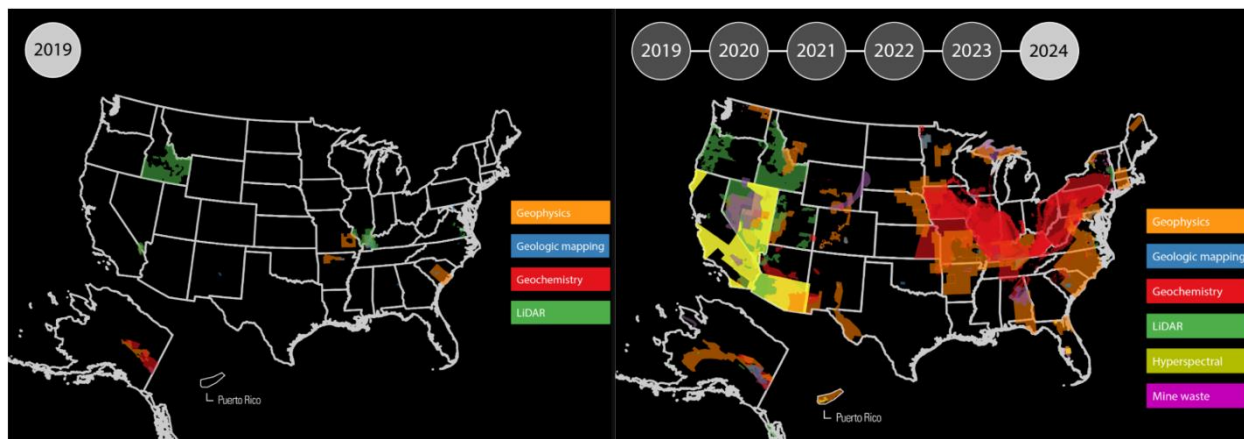 2019
Geophysics
Geologic mapping
Geochemistry
LiDAR
Puerto Rico
2019
2020
2021
2022
2023
2024
Geophysics
Geologic mapping
Geochemistry
LiDAR
Hyperspectral
Mine waste
Puerto Rico